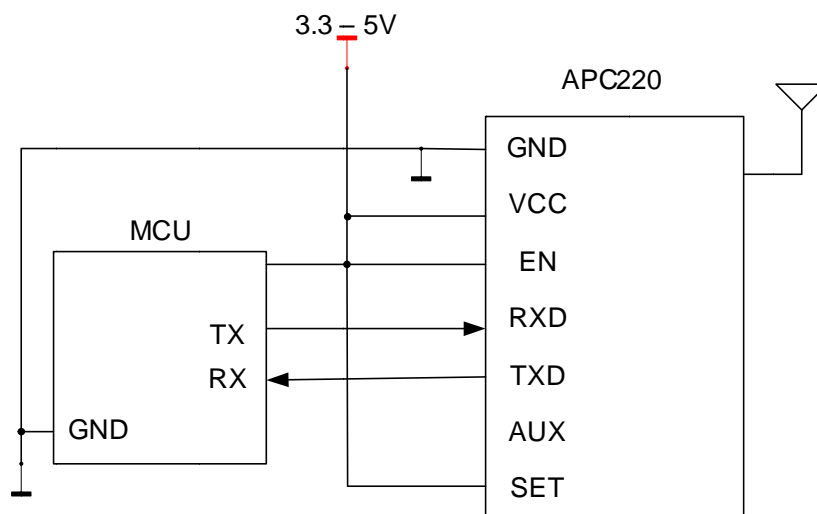 3.3 – 5V
APC220
GND
VCC
MCU
EN
TX
RXD
RX
TXD
GND
AUX
SET